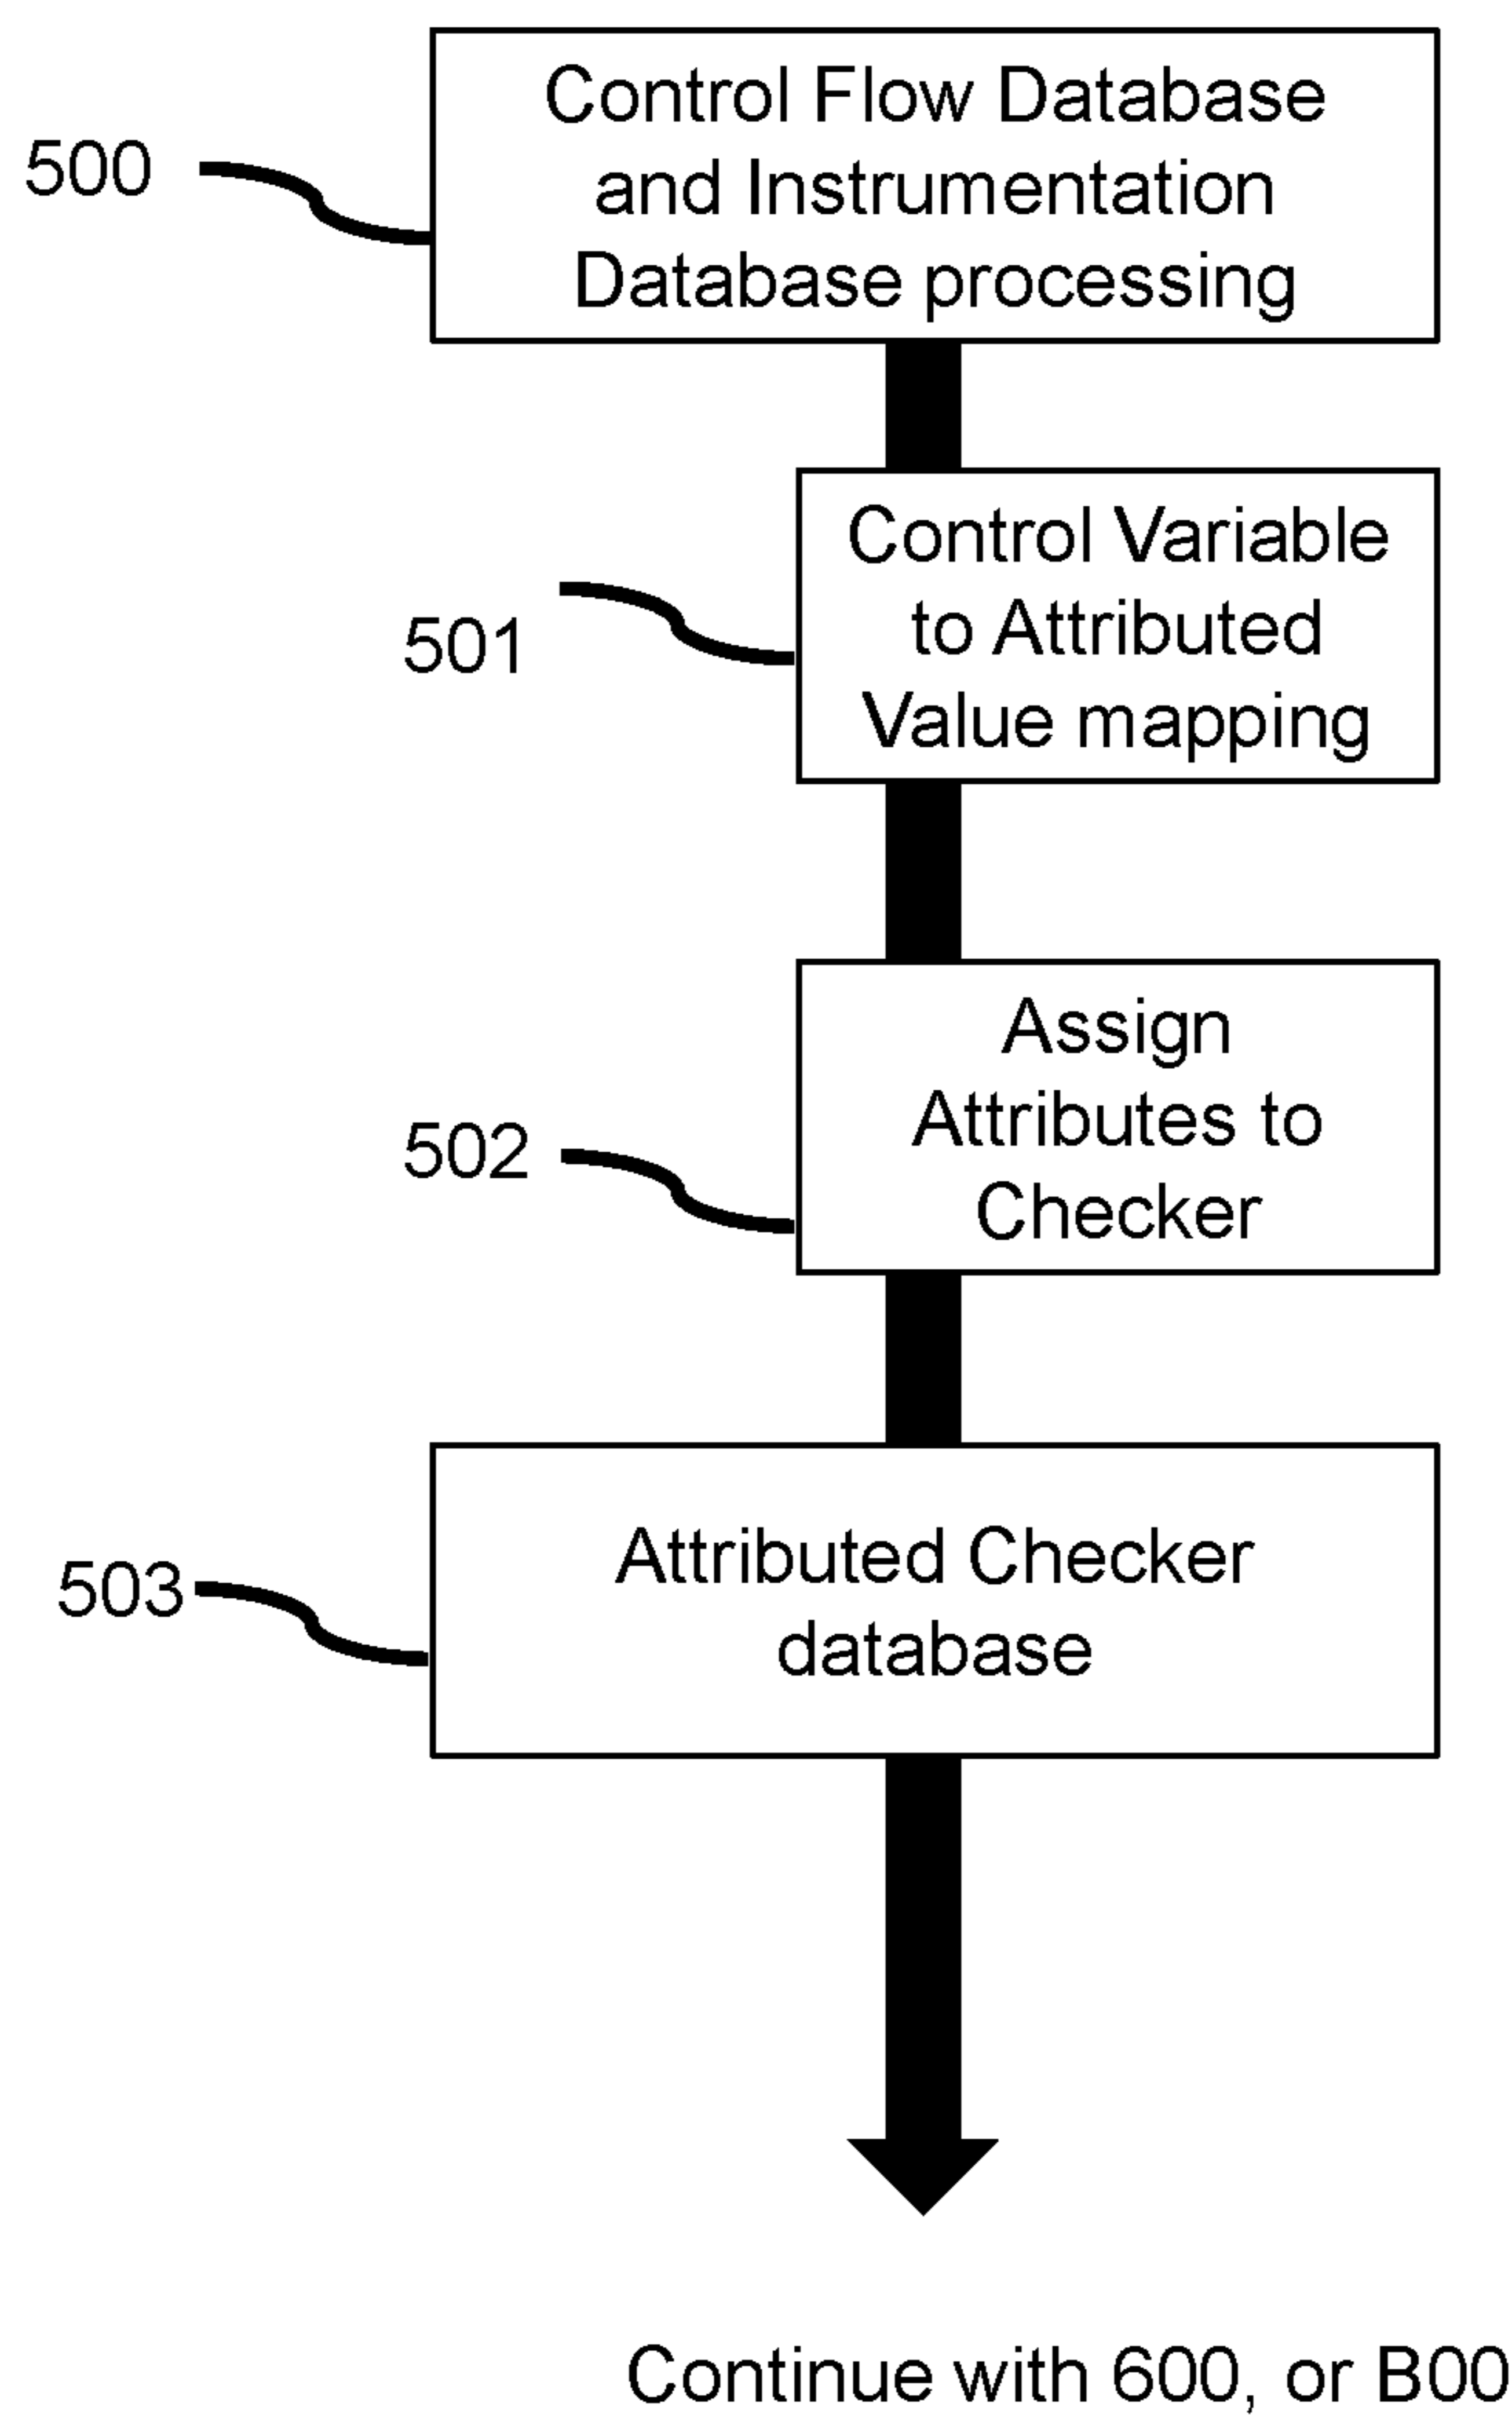 Control Flow Database
and Instrumentation
Database processing
500
Control Variable
to Attributed
Value mapping
501
Assign
Attributes to
Checker
502
Attributed Checker
database
503
Continue with 600, or B00